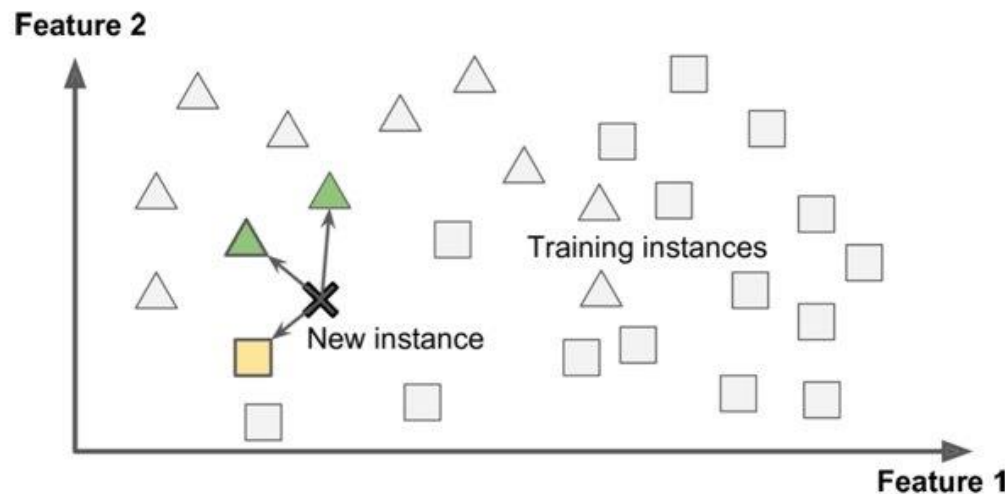 Feature 2
Training instances
New instance
Feature 1